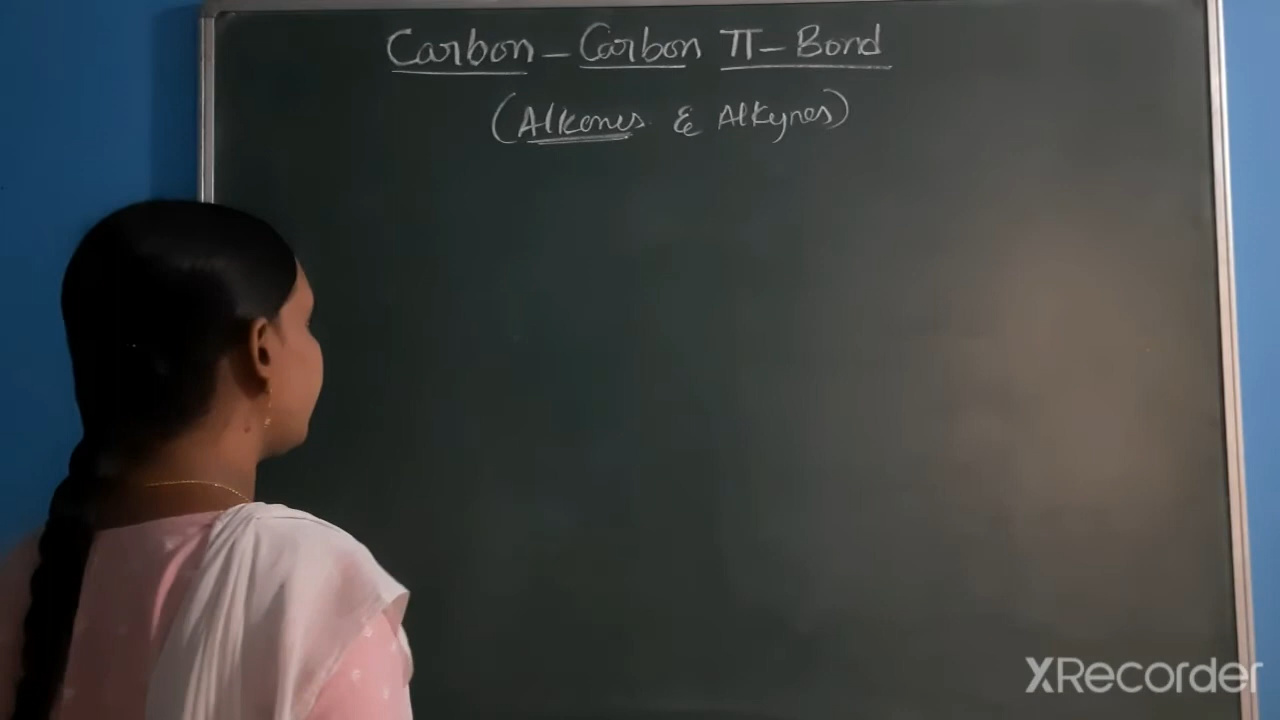 Carbon - Carbon π - Bond
(Alkenes & Alkynes)
XRecorder